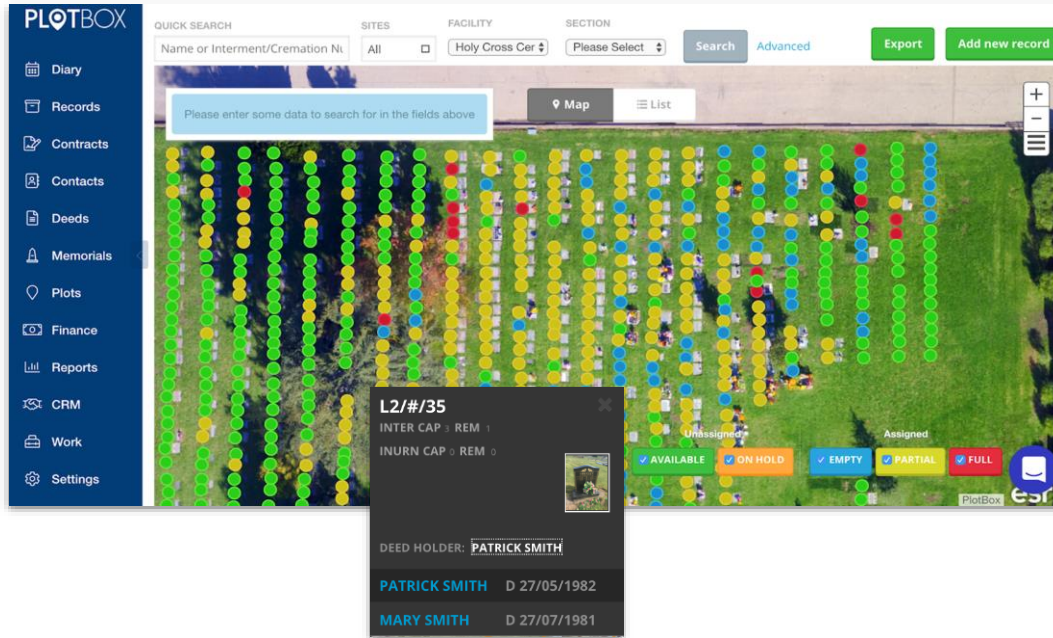 PLOTBOX
Diary
Records
Contracts
Contacts
Deeds
Memorials
Plots
Finance
Reports
CRM
Work
Settings
QUICK SEARCH
Name or Interment/Cremation Nu
SITES
All
FACILITY
Holy Cross Cer
SECTION
Please Select
Search
Advanced
Export
Add new record
Please enter some data to search for in the fields above
Map
List
+
−
Unassigned
AVAILABLE
ON HOLD
Assigned
EMPTY
PARTIAL
FULL
PlotBox
esri
L2/#/35
INTER CAP 3 REM 1
INURN CAP 0 REM 0
DEED HOLDER: PATRICK SMITH
PATRICK SMITH D 27/05/1982
MARY SMITH D 27/07/1981